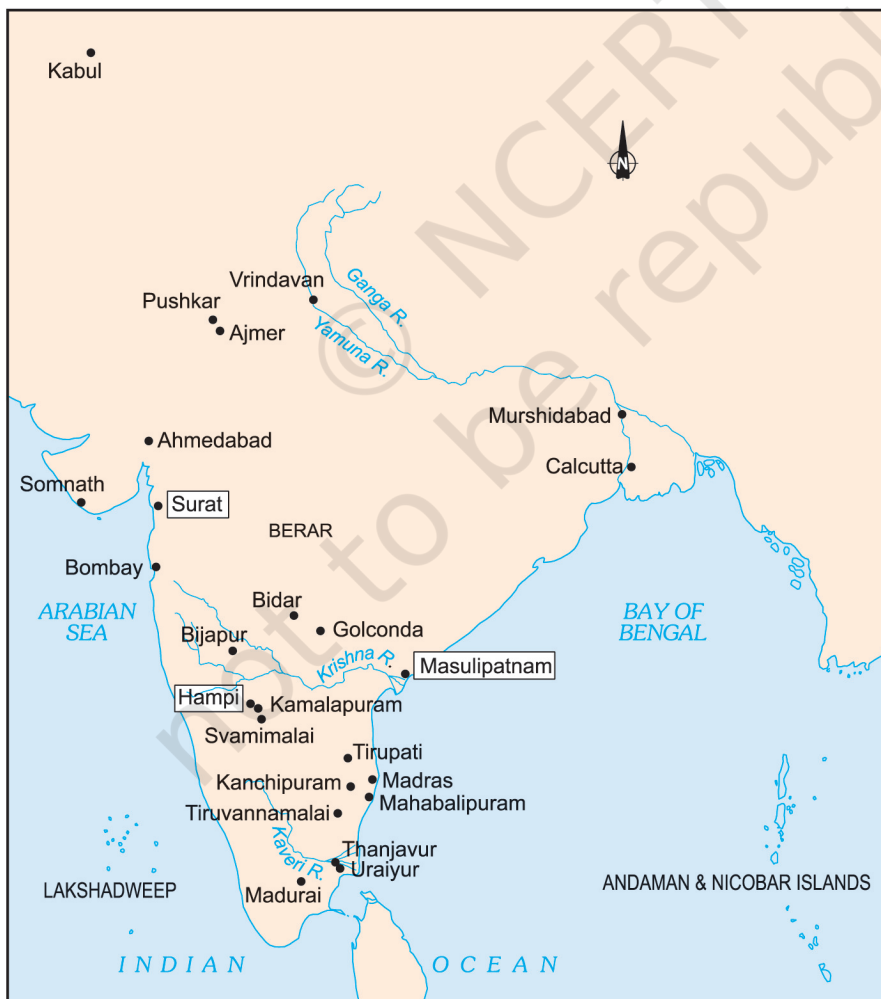 © NCERT
not to be republ
Kabul
N
Vrindavan
Ganga R.
Pushkar
Ajmer
Yamuna R.
Murshidabad
Ahmedabad
Calcutta
Somnath
Surat
BERAR
Bombay
Bidar
ARABIAN
SEA
BAY OF
BENGAL
Golconda
Bijapur
Krishna R.
Masulipatnam
Hampi
Kamalapuram
Svamimalai
Tirupati
Kanchipuram
Madras
Mahabalipuram
Tiruvannamalai
Kaveri R.
Thanjavur
Uraiyur
Madurai
LAKSHADWEEP
ANDAMAN & NICOBAR ISLANDS
INDIAN OCEAN